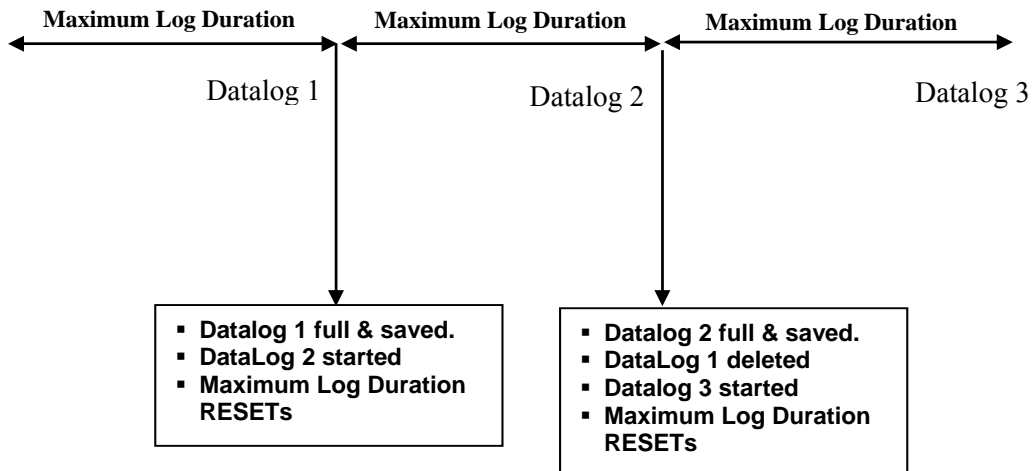 Maximum Log Duration
Maximum Log Duration
Maximum Log Duration
Datalog 1
Datalog 2
Datalog 3
▪ Datalog 1 full & saved.
▪ DataLog 2 started
▪ Maximum Log Duration
RESETs
▪ Datalog 2 full & saved.
▪ DataLog 1 deleted
▪ Datalog 3 started
▪ Maximum Log Duration
RESETs